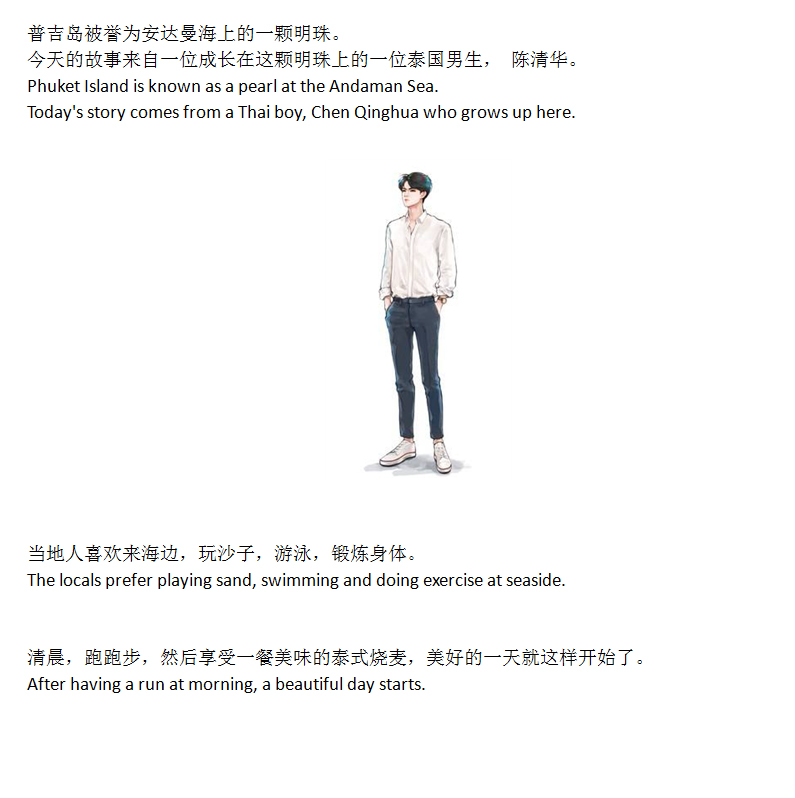 普吉岛被誉为安达曼海上的一颗明珠。
今天的故事来自一位成长在这颗明珠上的一位泰国男生， 陈清华。
Phuket Island is known as a pearl at the Andaman Sea.
Today's story comes from a Thai boy, Chen Qinghua who grows up here.
当地人喜欢来海边，玩沙子，游泳，锻炼身体。
The locals prefer playing sand, swimming and doing exercise at seaside.
清晨，跑跑步，然后享受一餐美味的泰式烧麦，美好的一天就这样开始了。
After having a run at morning, a beautiful day starts.